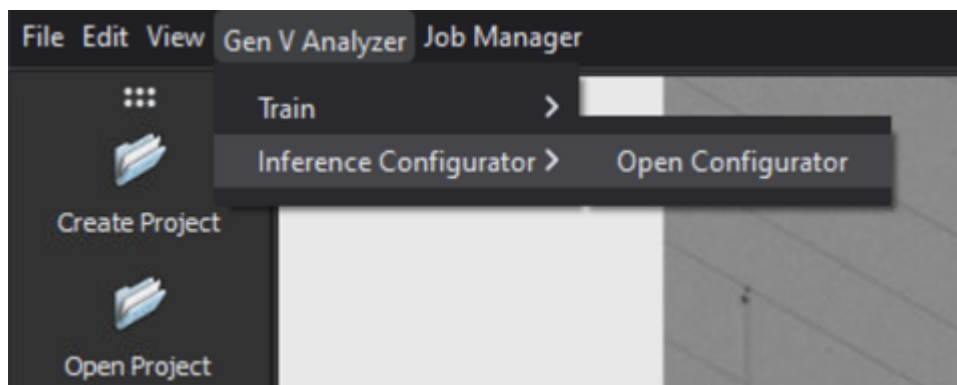 File Edit View Gen V Analyzer Job Manager
Train
Inference Configurator Open Configurator
Create Project
Open Project